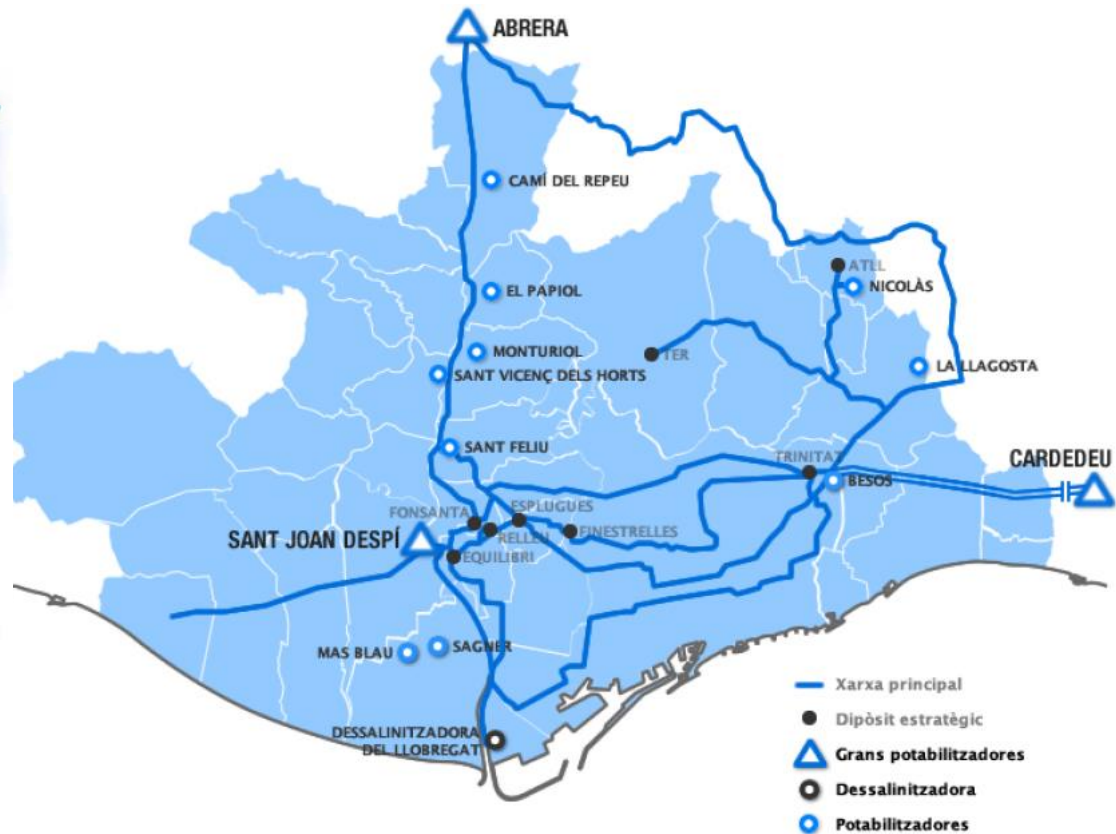 ABRERA
CAMÍ DEL REPEU
ATLL
NICOLÀS
EL PAPIOL
MONTURIOL
TER
SANT VICENÇ DELS HORTS
LA LLAGOSTA
SANT FELIU
TRINITAT
CARDEDEU
BESOS
FONSANTA
ESPLUGUES
FINESTRELLES
RELLEU
SANT JOAN DESPÍ
EQUILIBRI
MAS BLAU
SAGNER
DESSALINITZADORA
DEL LLOBREGAT
Xarxa principal
Dipòsit estratègic
Grans potabilitzadores
Dessalinitzadora
Potabilitzadores